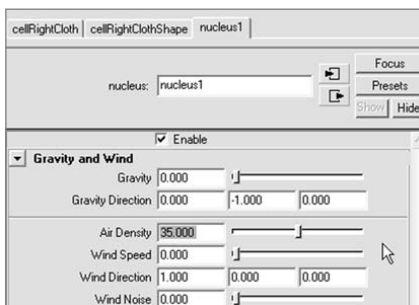 cellRightCloth cellRightClothShape nucleus1
Focus
nucleus: nucleus1
Presets
Show Hide
Enable
Gravity and Wind
Gravity 0.000
Gravity Direction 0.000 -1.000 0.000
Air Density 35.000
Wind Speed 0.000
Wind Direction 1.000 0.000 0.000
Wind Noise 0.000